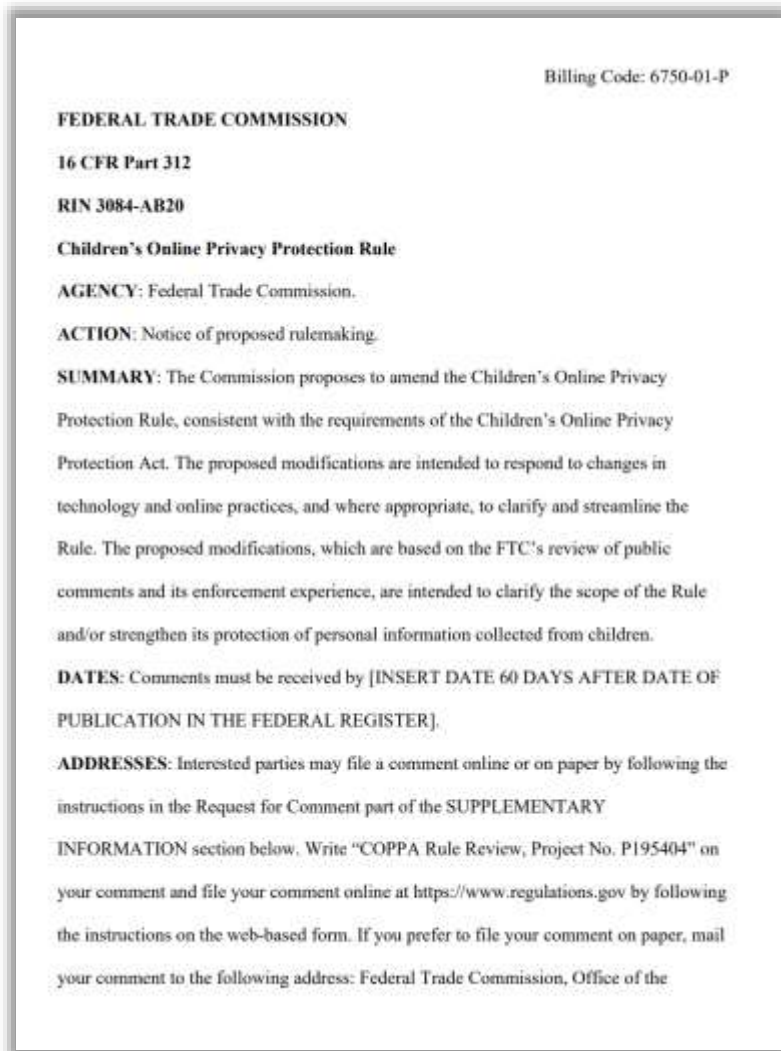 Billing Code: 6750-01-P
FEDERAL TRADE COMMISSION
16 CFR Part 312
RIN 3084-AB20
Children's Online Privacy Protection Rule
AGENCY: Federal Trade Commission.
ACTION: Notice of proposed rulemaking.
SUMMARY: The Commission proposes to amend the Children's Online Privacy
Protection Rule, consistent with the requirements of the Children's Online Privacy
Protection Act. The proposed modifications are intended to respond to changes in
technology and online practices, and where appropriate, to clarify and streamline the
Rule. The proposed modifications, which are based on the FTC's review of public
comments and its enforcement experience, are intended to clarify the scope of the Rule
and/or strengthen its protection of personal information collected from children.
DATES: Comments must be received by [INSERT DATE 60 DAYS AFTER DATE OF
PUBLICATION IN THE FEDERAL REGISTER].
ADDRESSES: Interested parties may file a comment online or on paper by following the
instructions in the Request for Comment part of the SUPPLEMENTARY
INFORMATION section below. Write “COPPA Rule Review, Project No. P195404” on
your comment and file your comment online at https://www.regulations.gov by following
the instructions on the web-based form. If you prefer to file your comment on paper, mail
your comment to the following address: Federal Trade Commission, Office of the